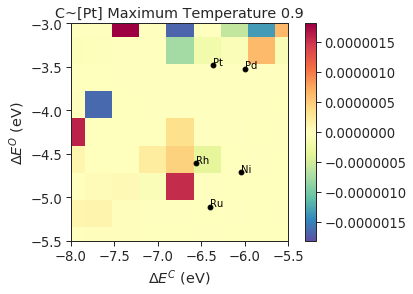 C~[Pt] Maximum Temperature 0.9
−3.0
−3.5
−4.0
−4.5
−5.0
−5.5
ΔE^O (eV)
Pt
Pd
Rh
Ni
Ru
−8.0 −7.5 −7.0 −6.5 −6.0 −5.5
ΔE^C (eV)
0.0000015
0.0000010
0.0000005
0.0000000
−0.0000005
−0.0000010
−0.0000015